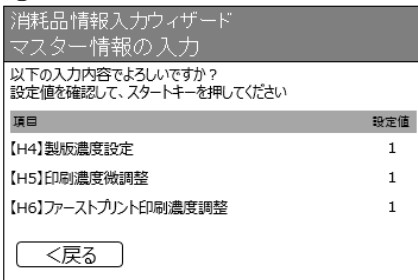 消耗品情報入力ウィザード
マスター情報の入力
以下の入力内容でよろしいですか？
設定値を確認して、スタートキーを押してください
項目 設定値
【H4】製版濃度設定 1
【H5】印刷濃度微調整 1
【H6】ファーストプリント印刷濃度調整 1
＜戻る